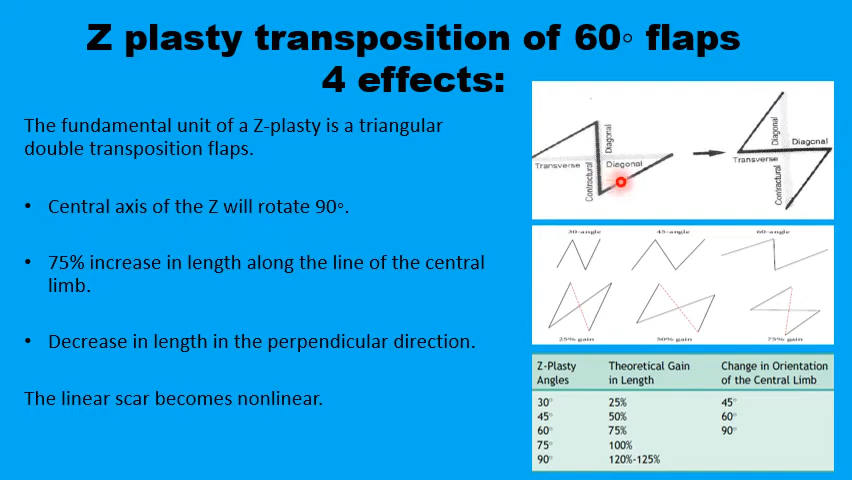 Z plasty transposition of 60◦ flaps
4 effects:
The fundamental unit of a Z-plasty is a triangular
double transposition flaps.
• Central axis of the Z will rotate 90◦.
• 75% increase in length along the line of the central
limb.
• Decrease in length in the perpendicular direction.
The linear scar becomes nonlinear.
Diagonal
Transverse
Diagonal
Contractural
Diagonal
Diagonal
Transverse
Contractural
30-angle 45-angle 60-angle
25% gain 50% gain 75% gain
Z-Plasty Theoretical Gain Change in Orientation
Angles in Length of the Central Limb
30° 25% 45°
45° 50% 60°
60° 75% 90°
75° 100%
90° 120%-125%